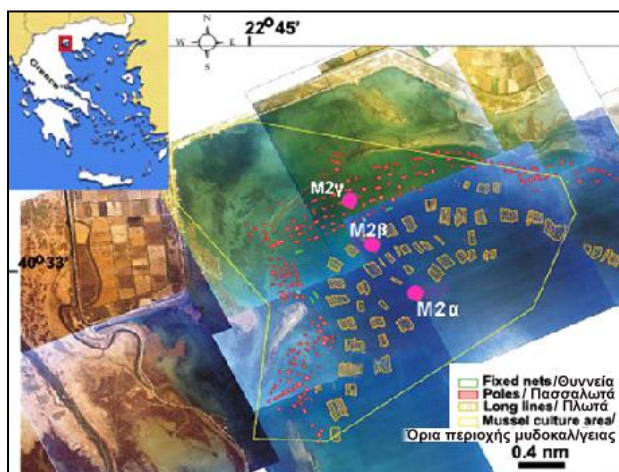 N
W E
S
22° 45'
Greece
M2γ
M2β
40° 33'
M2α
Fixed nets/Θυννεία
Poles/ Πασσαλωτά
Long lines/ Πλωτά
Mussel culture area/
Όρια περιοχής μυδοκαλ/γειας
0.4 nm